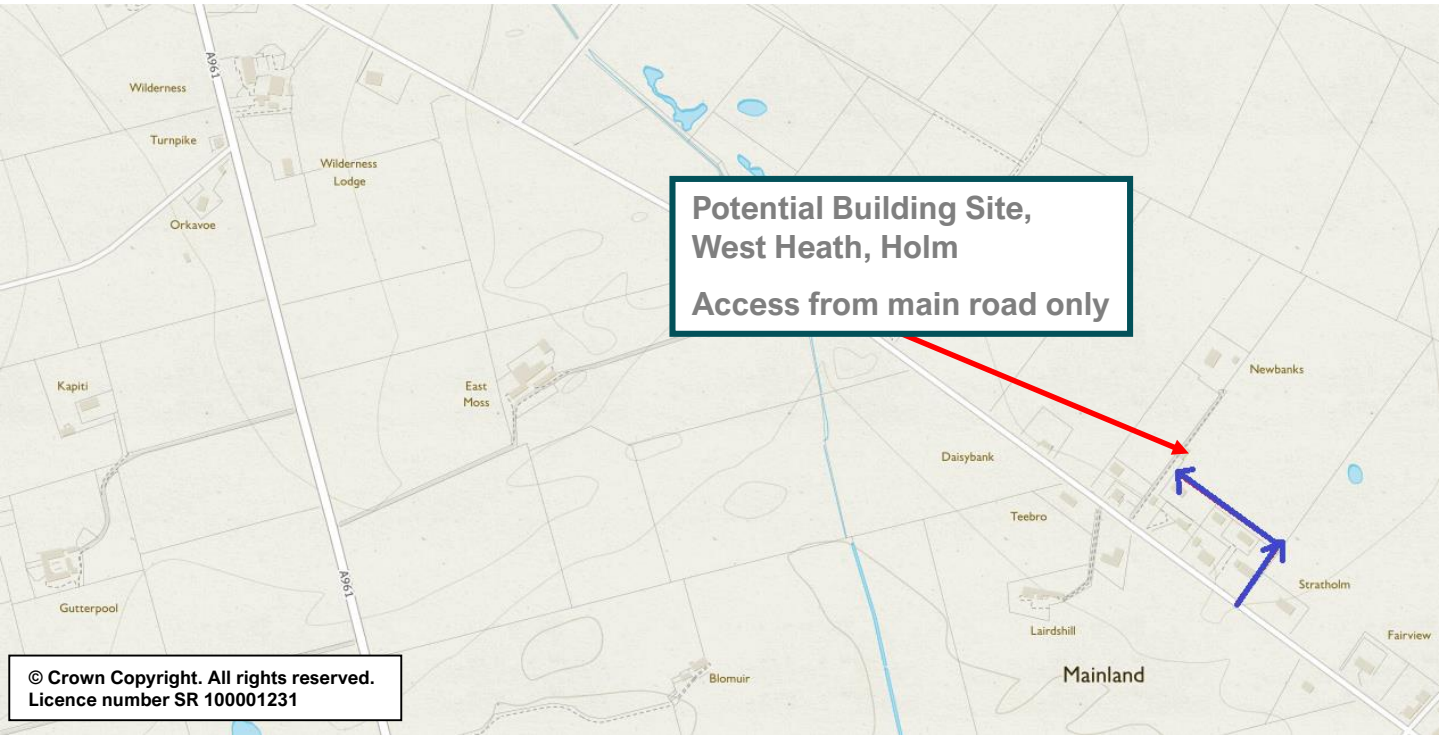 A961
Wilderness
Turnpike
Wilderness
Lodge
Orkavoe
Potential Building Site,
West Heath, Holm
Access from main road only
Kapiti
East
Moss
Newbanks
Daisybank
Teebro
A961
Stratholm
Gutterpool
Lairdshill
Fairview
Mainland
Blomuir
© Crown Copyright. All rights reserved.
Licence number SR 100001231